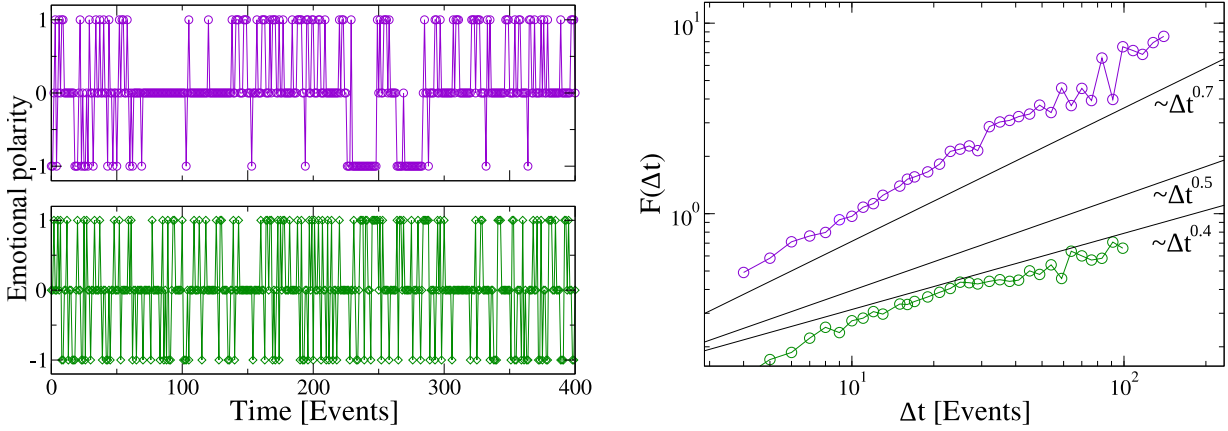 1
0
-1
1
0
-1
0 100 200 300 400
Emotional polarity
Time [Events]
10^1
10^0
F(Δt)
~Δt^0.7
~Δt^0.5
~Δt^0.4
10^1 10^2
Δt [Events]